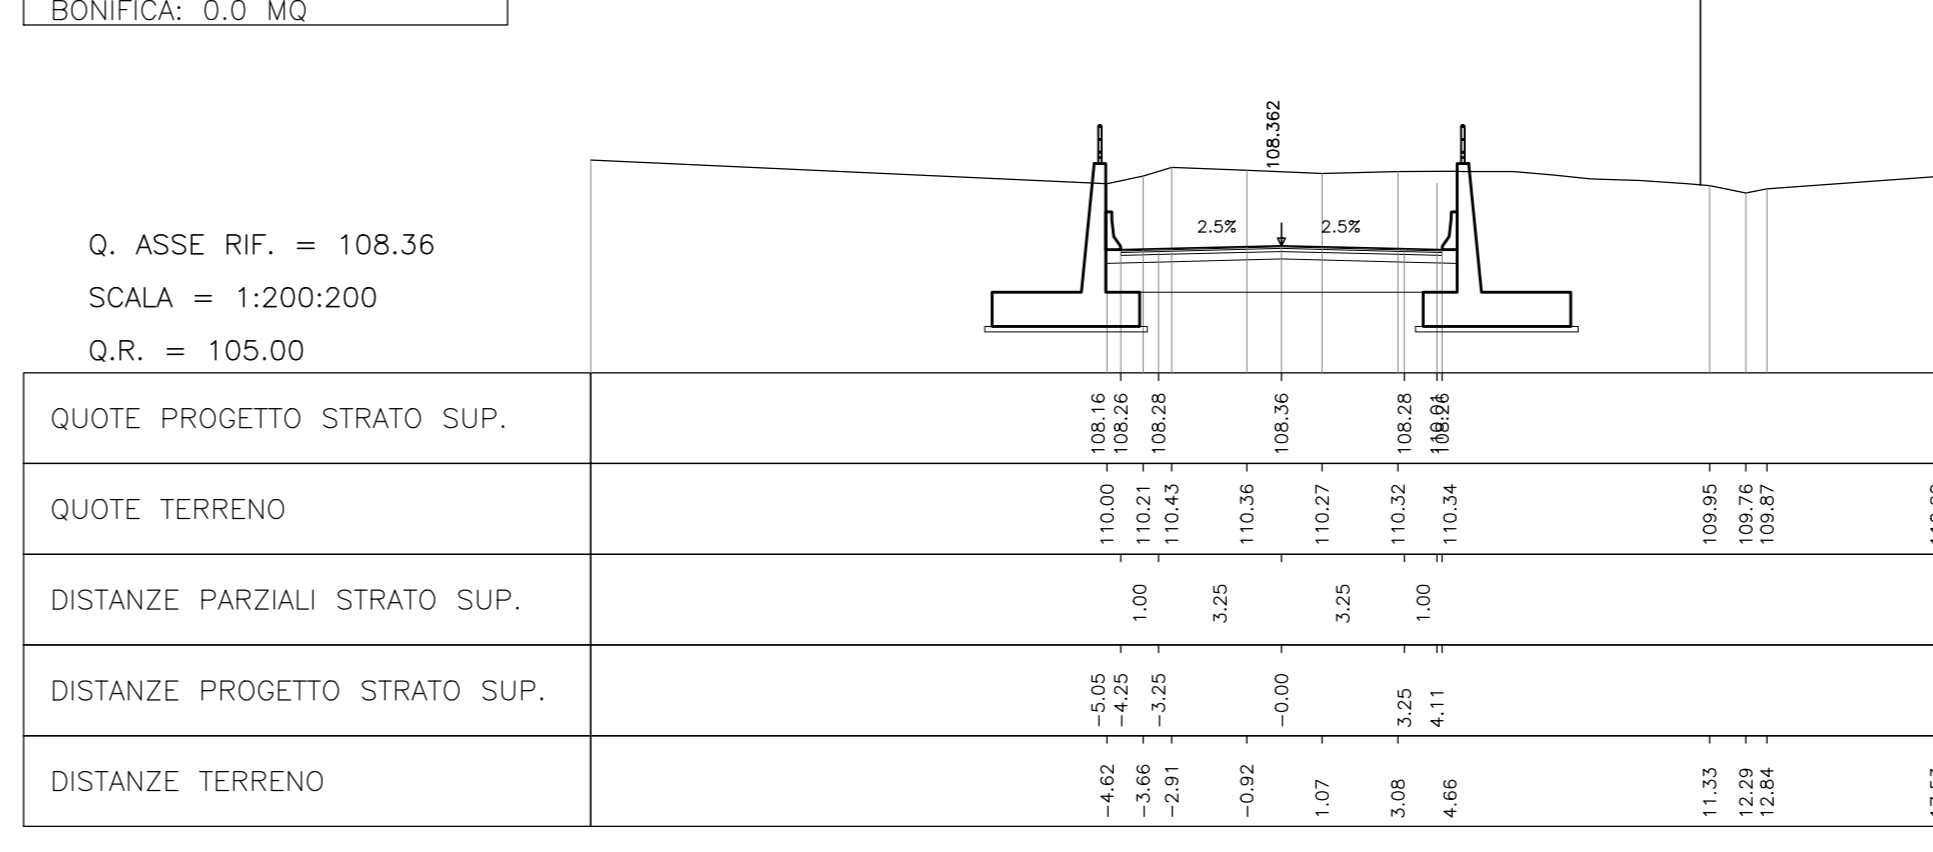 BONIFICA: 0.0 MQ
108.362
2.5% 2.5%
Q. ASSE RIF. = 108.36
SCALA = 1:200:200
Q.R. = 105.00
QUOTE PROGETTO STRATO SUP. 108.16 108.26 108.28 108.36 108.28 110.01 108.26
QUOTE TERRENO 110.00 110.21 110.43 110.36 110.27 110.32 110.34 109.95 109.76 109.87
DISTANZE PARZIALI STRATO SUP. 1.00 3.25 3.25 1.00
DISTANZE PROGETTO STRATO SUP. -5.05 -4.25 -3.25 -0.00 3.25 4.11
DISTANZE TERRENO -4.62 -3.66 -2.91 -0.92 1.07 3.08 4.66 11.33 12.29 12.84